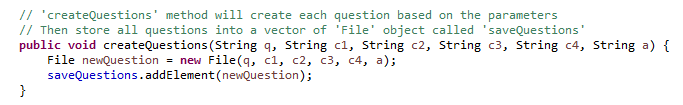 // 'createQuestions' method will create each question based on the parameters
// Then store all questions into a vector of 'File' object called 'saveQuestions'
public void createQuestions(String q, String c1, String c2, String c3, String c4, String a) {
    File newQuestion = new File(q, c1, c2, c3, c4, a);
    saveQuestions.addElement(newQuestion);
}